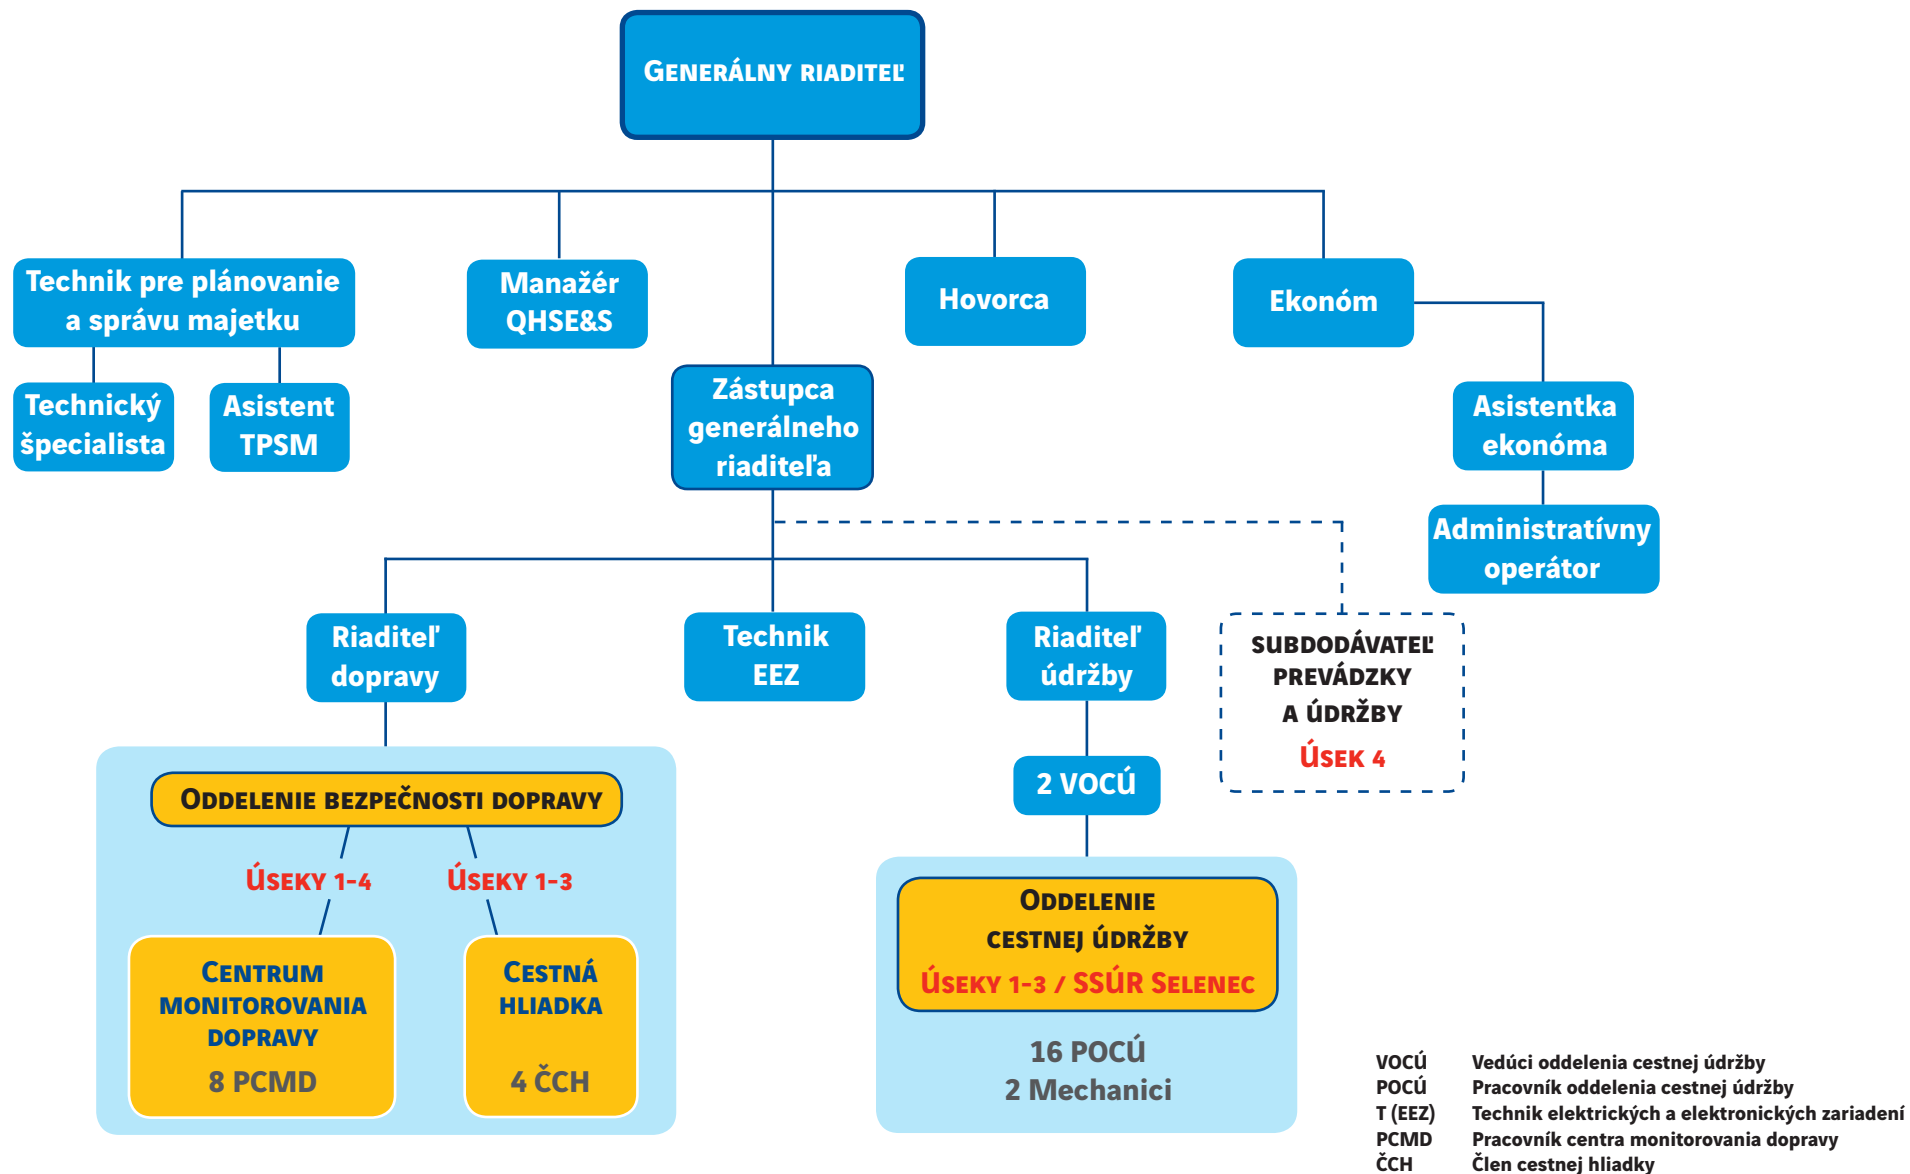 Generálny riaditeľ
Technik pre plánovanie
a správu majetku
Manažér
QHSE&S
Hovorca
Ekonóm
Technický
špecialista
Asistent
TPSM
Zástupca
generálneho
riaditeľa
Asistentka
ekonóma
Administratívny
operátor
Riaditeľ
dopravy
Technik
EEZ
Riaditeľ
údržby
subdodávateľ
prevádzky
a údržby
Úsek 4
2 VOCÚ
Oddelenie bezpečnosti dopravy
Úseky 1-4
Úseky 1-3
Centrum
monitorovania
dopravy
8 PCMD
Cestná
hliadka
4 ČCH
Oddelenie
cestnej údržby
Úseky 1-3 / SSÚR Selenec
16 POCÚ
2 Mechanici
VOCÚ Vedúci oddelenia cestnej údržby
POCÚ Pracovník oddelenia cestnej údržby
T (EEZ) Technik elektrických a elektronických zariadení
PCMD Pracovník centra monitorovania dopravy
ČCH Člen cestnej hliadky